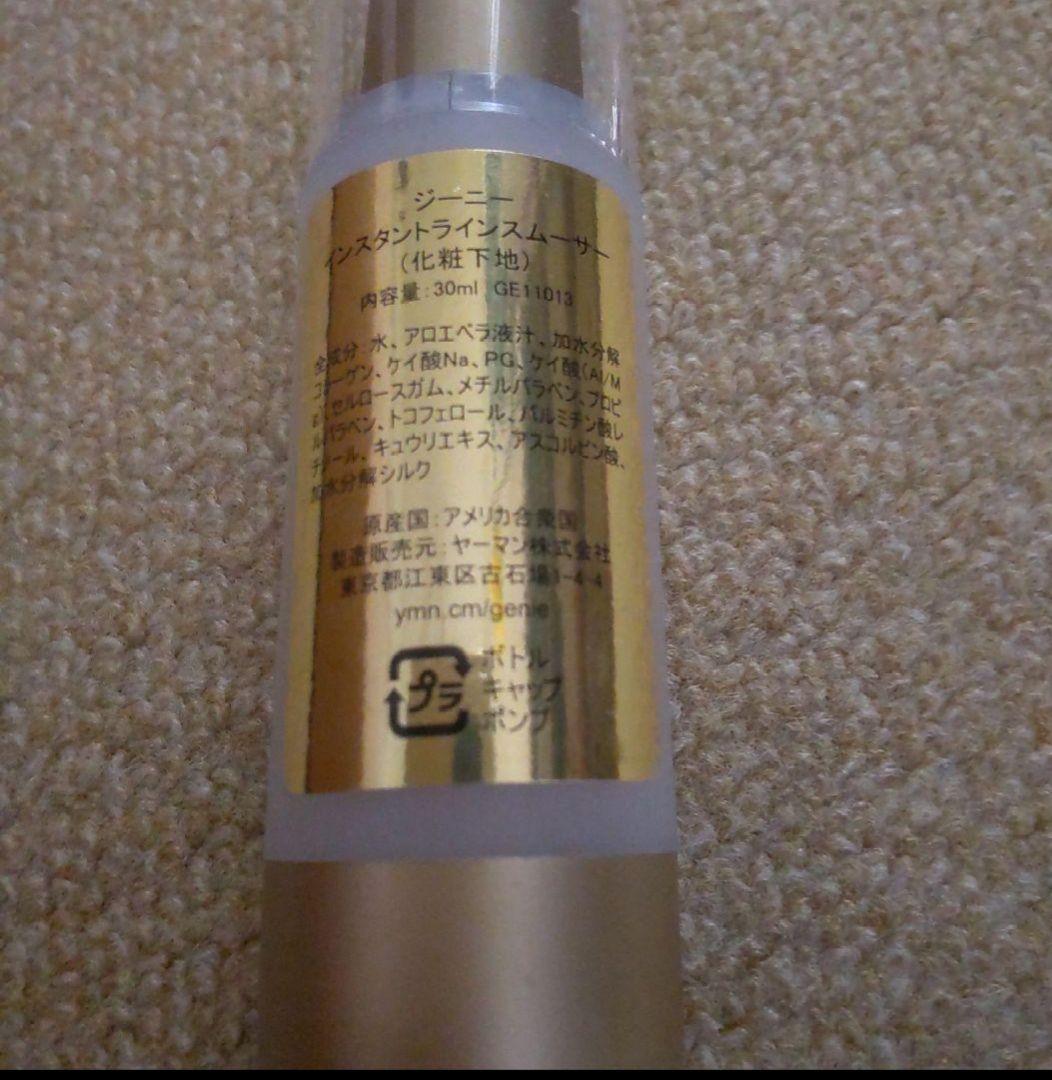 ジーニー
インスタントラインスムーサー
(化粧下地)
内容量:30ml GE11013
全成分:水、アロエベラ液汁、加水分解
コラーゲン、ケイ酸Na、PG、ケイ酸(Al/M
g)、セルロースガム、メチルパラベン、プロピ
ルパラベン、トコフェロール、パルミチン酸レ
チノール、キュウリエキス、アスコルビン酸、
加水分解シルク
原産国:アメリカ合衆国
製造販売元:ヤーマン株式会社
東京都江東区古石場1-4-4
ymn.cm/genie
プラ
ボトル
キャップ
ポンプ